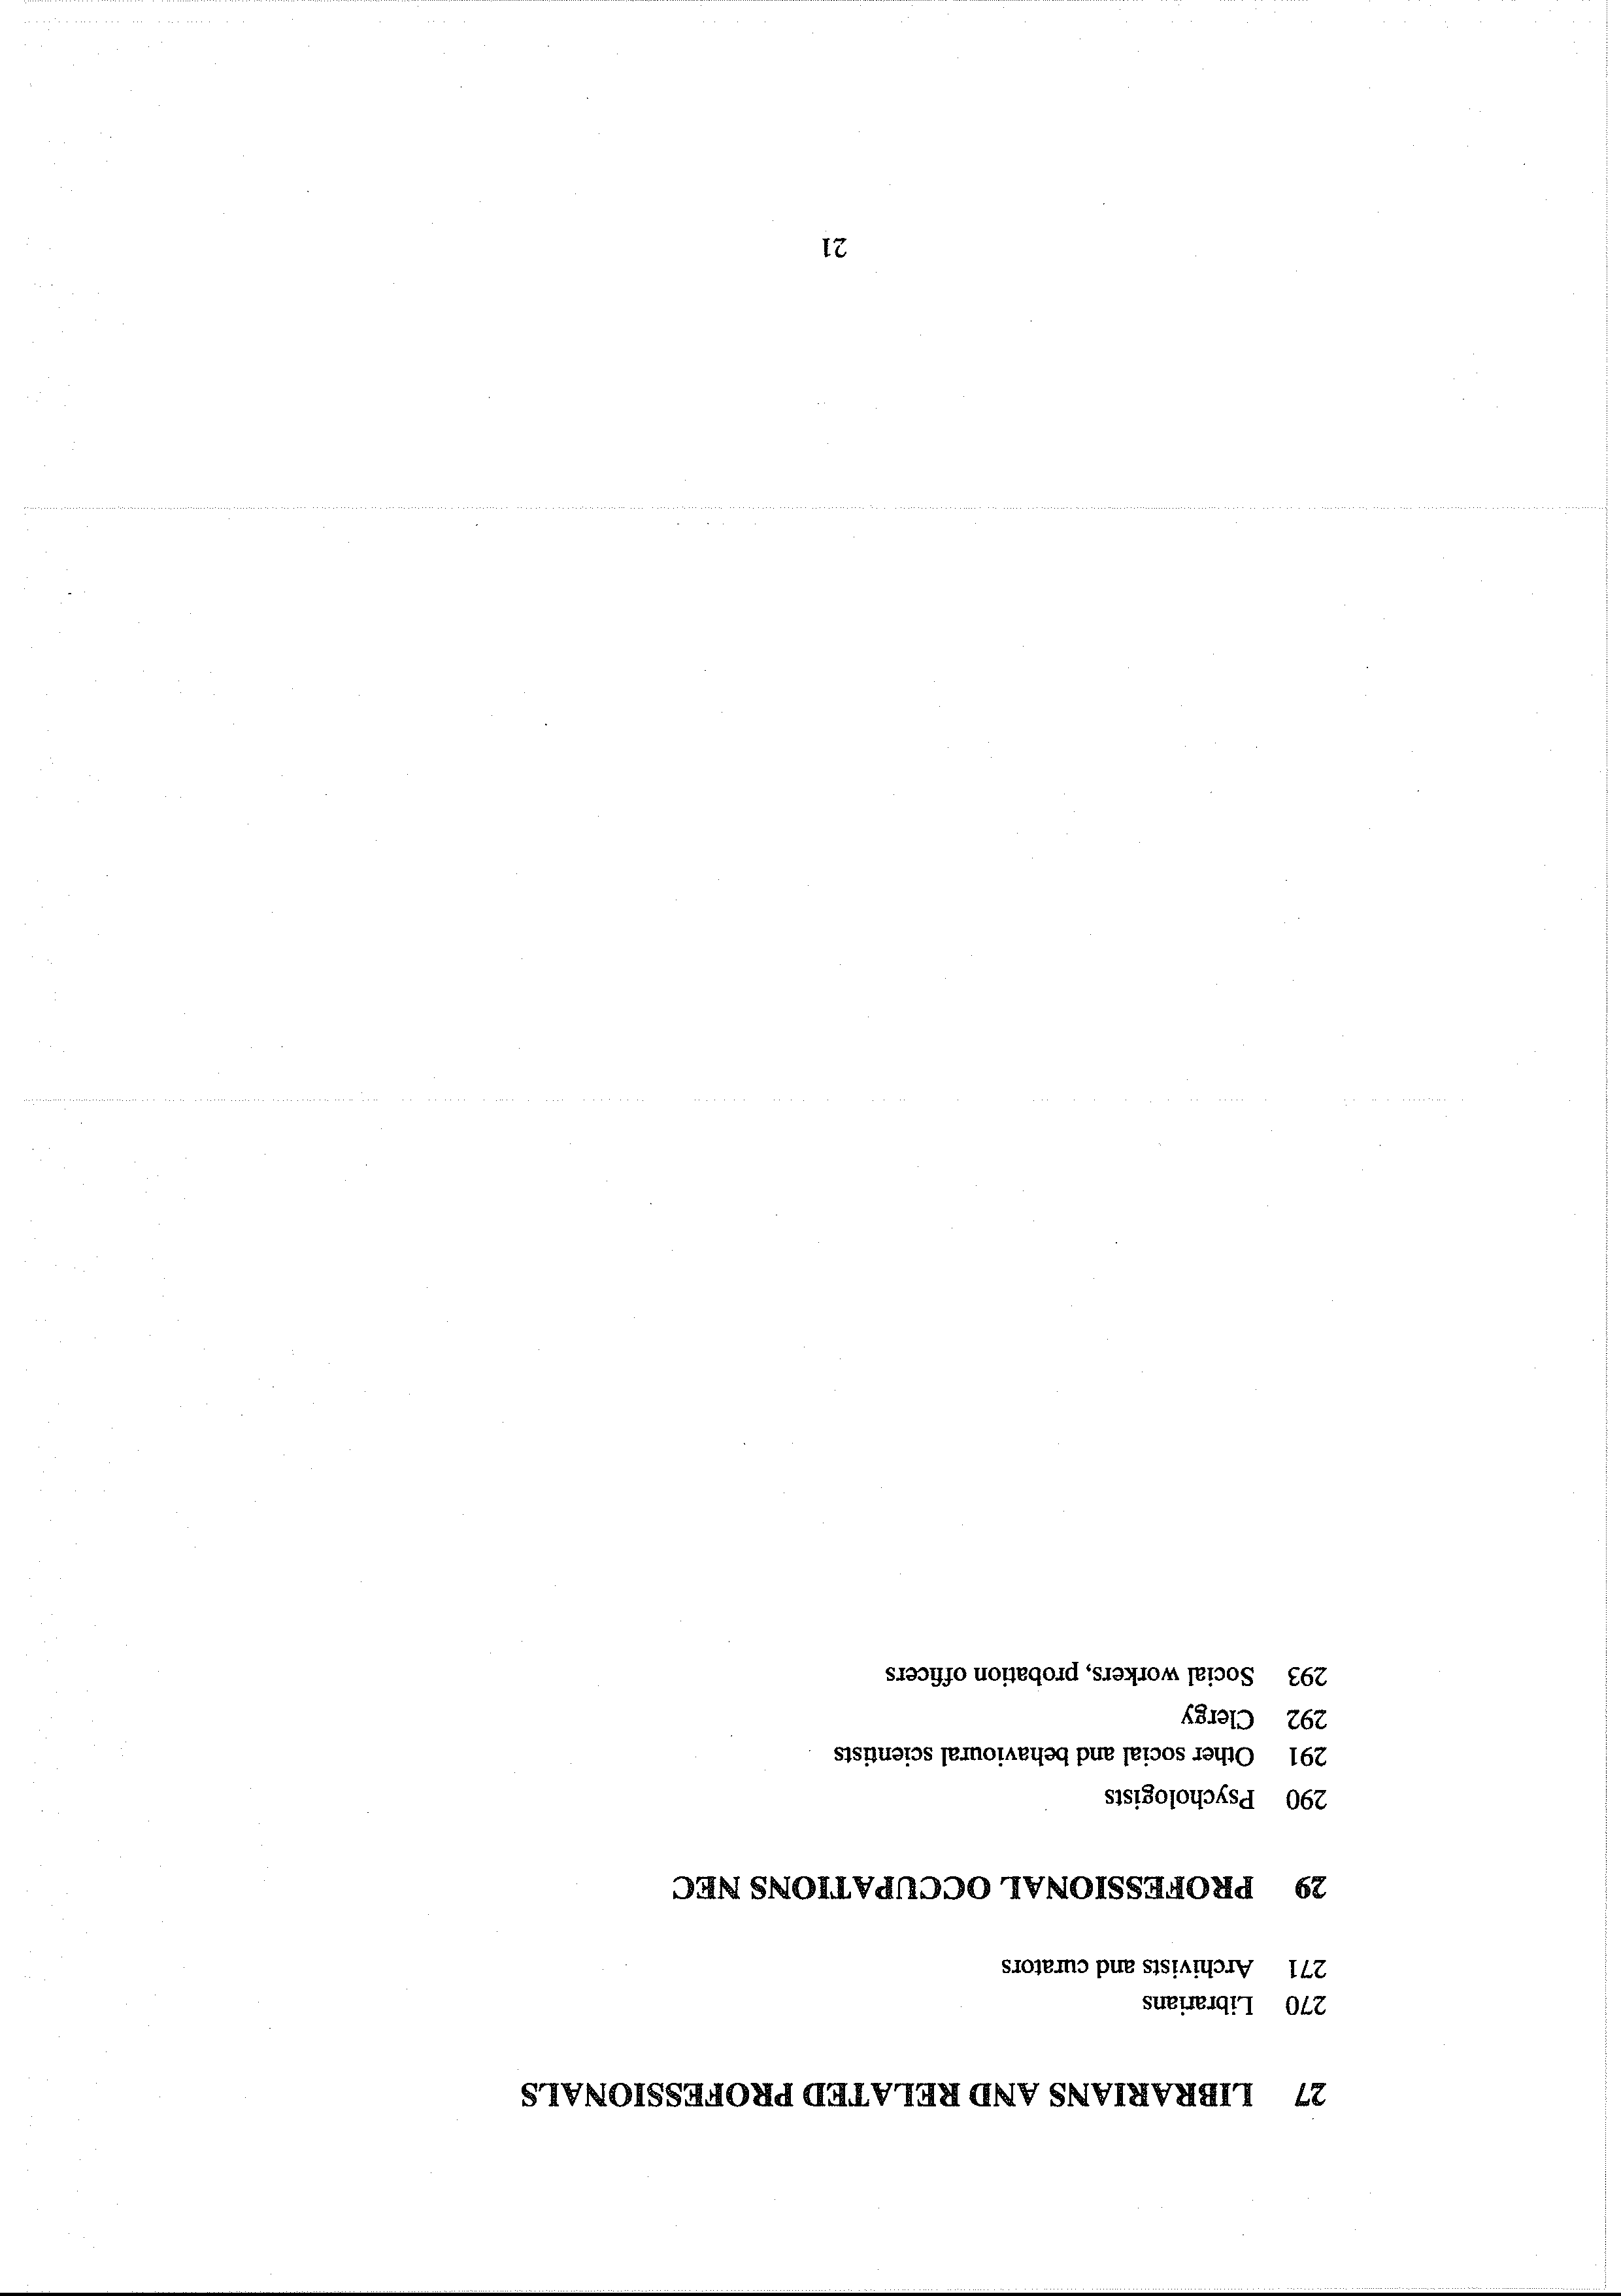 27 LIBRARIANS AND RELATED PROFESSIONALS
270 Librarians
271 Archivists and curators
29 PROFESSIONAL OCCUPATIONS NEC
290 Psychologists
291 Other social and behavioural scientists
292 Clergy
293 Social workers, probation officers
21